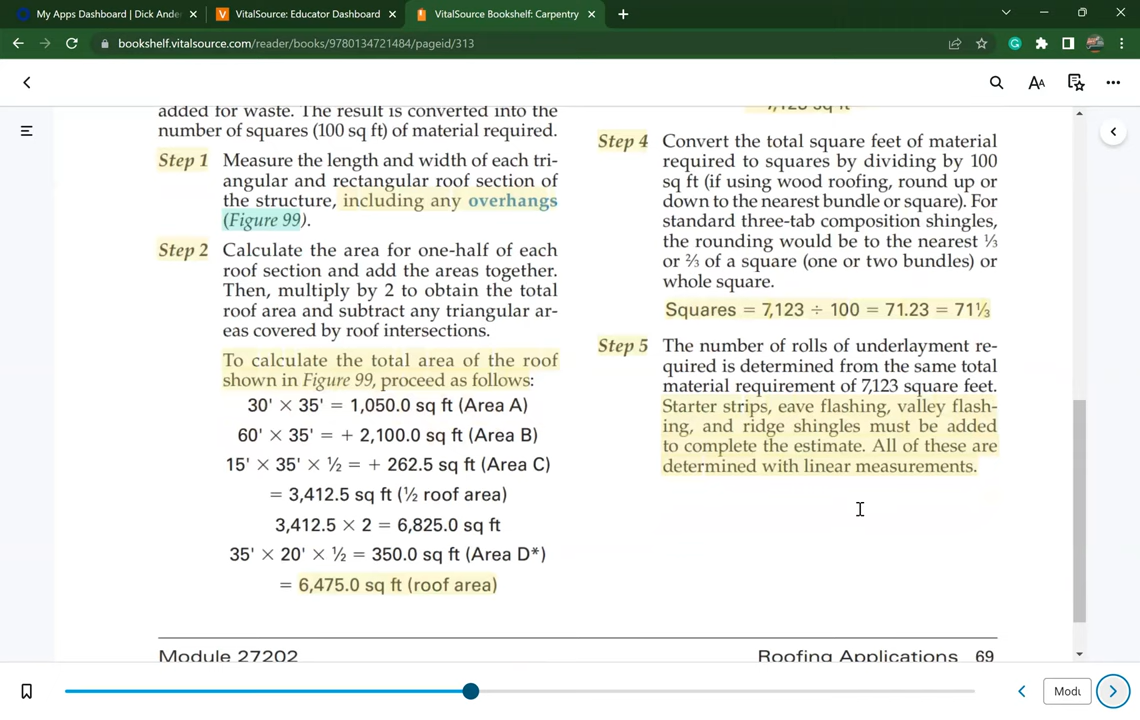 My Apps Dashboard | Dick Ander
VitalSource: Educator Dashboard
VitalSource Bookshelf: Carpentry
bookshelf.vitalsource.com/reader/books/9780134721484/pageid/313
added for waste. The result is converted into the
number of squares (100 sq ft) of material required.
Step 1 Measure the length and width of each tri-
angular and rectangular roof section of
the structure, including any overhangs
(Figure 99).
Step 2 Calculate the area for one-half of each
roof section and add the areas together.
Then, multiply by 2 to obtain the total
roof area and subtract any triangular ar-
eas covered by roof intersections.
To calculate the total area of the roof
shown in Figure 99, proceed as follows:
30' × 35' = 1,050.0 sq ft (Area A)
60' × 35' = + 2,100.0 sq ft (Area B)
15' × 35' × ½ = + 262.5 sq ft (Area C)
= 3,412.5 sq ft (½ roof area)
3,412.5 × 2 = 6,825.0 sq ft
35' × 20' × ½ = 350.0 sq ft (Area D*)
= 6,475.0 sq ft (roof area)
7,123 sq ft
Step 4 Convert the total square feet of material
required to squares by dividing by 100
sq ft (if using wood roofing, round up or
down to the nearest bundle or square). For
standard three-tab composition shingles,
the rounding would be to the nearest ⅓
or ⅔ of a square (one or two bundles) or
whole square.
Squares = 7,123 ÷ 100 = 71.23 = 71⅓
Step 5 The number of rolls of underlayment re-
quired is determined from the same total
material requirement of 7,123 square feet.
Starter strips, eave flashing, valley flash-
ing, and ridge shingles must be added
to complete the estimate. All of these are
determined with linear measurements.
Module 27202
Roofing Applications 69
Modu